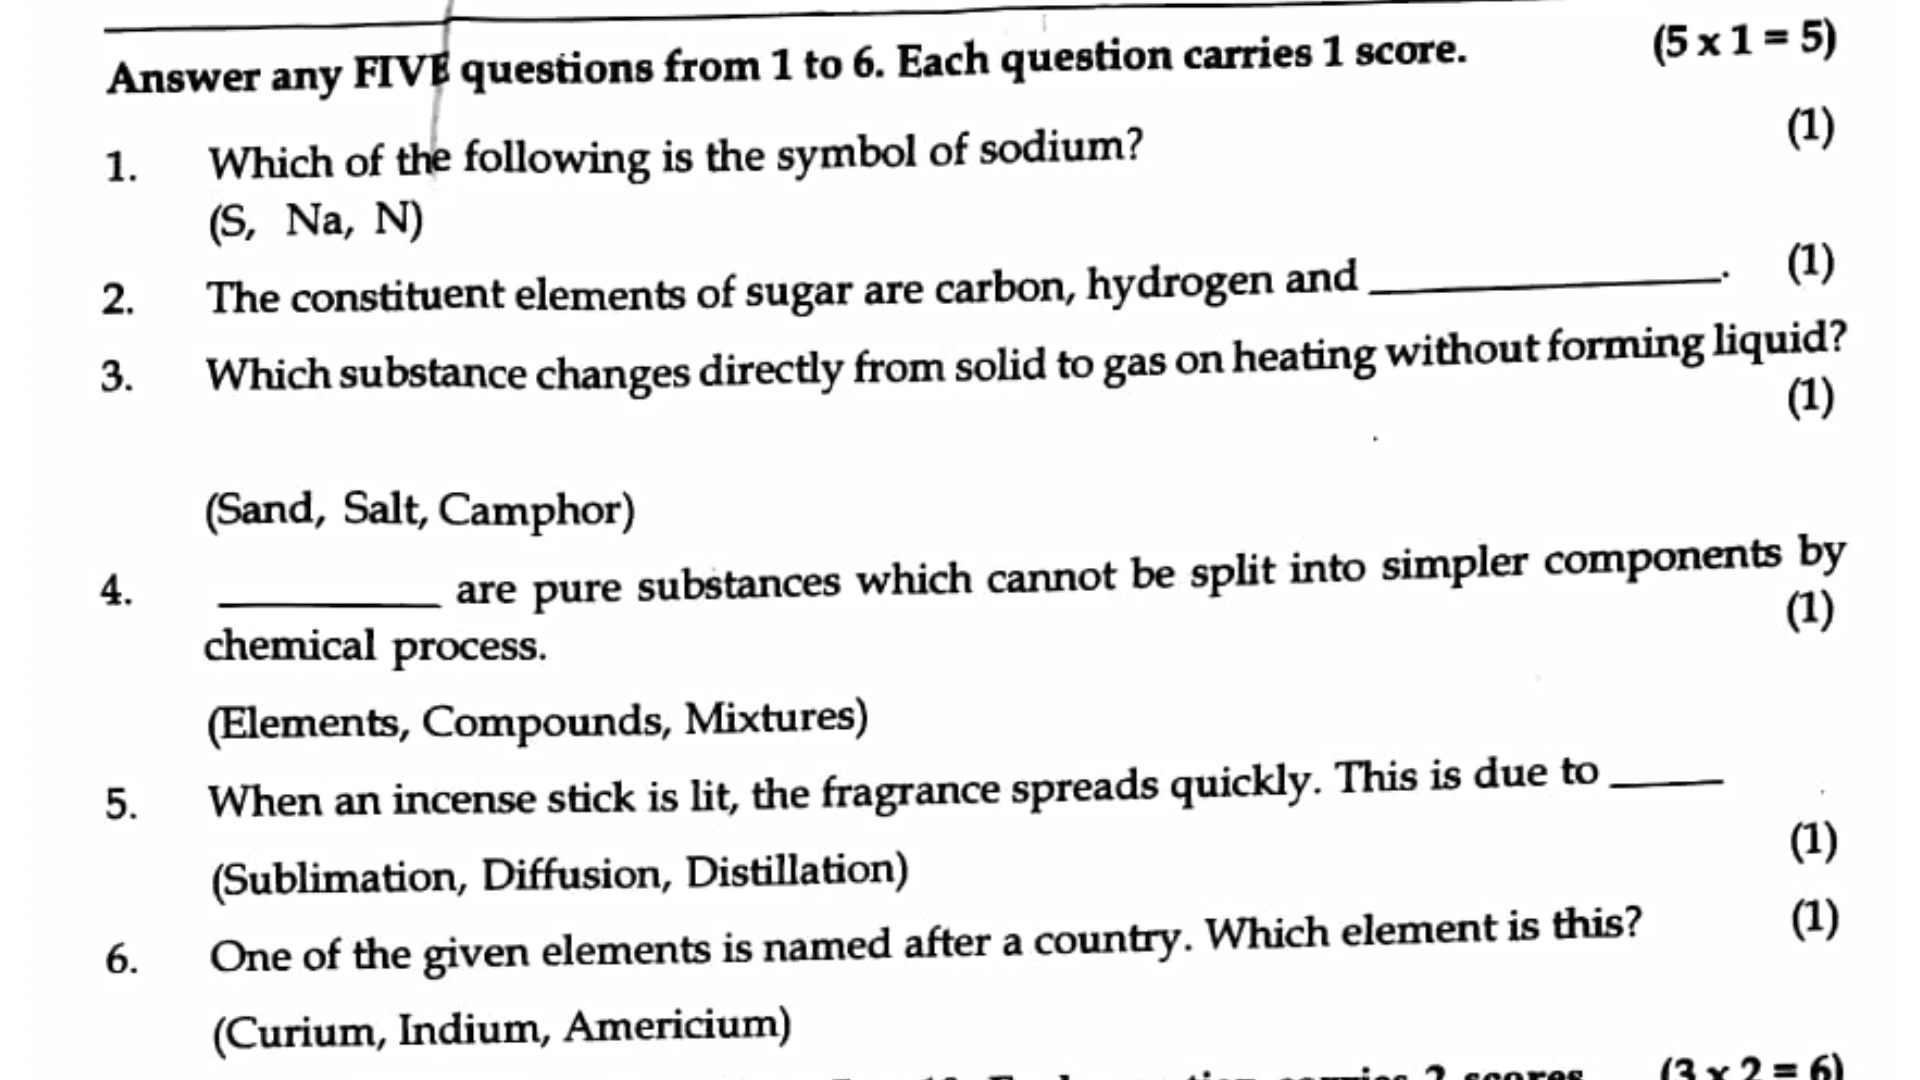 Answer any FIVE questions from 1 to 6. Each question carries 1 score. (5 x 1 = 5)
1. Which of the following is the symbol of sodium? (1)
(S, Na, N)
2. The constituent elements of sugar are carbon, hydrogen and ____________. (1)
3. Which substance changes directly from solid to gas on heating without forming liquid?
(1)
(Sand, Salt, Camphor)
4. ________ are pure substances which cannot be split into simpler components by
chemical process. (1)
(Elements, Compounds, Mixtures)
5. When an incense stick is lit, the fragrance spreads quickly. This is due to ____
(1)
(Sublimation, Diffusion, Distillation)
6. One of the given elements is named after a country. Which element is this? (1)
(Curium, Indium, Americium)
2 scores (3 x 2 = 6)